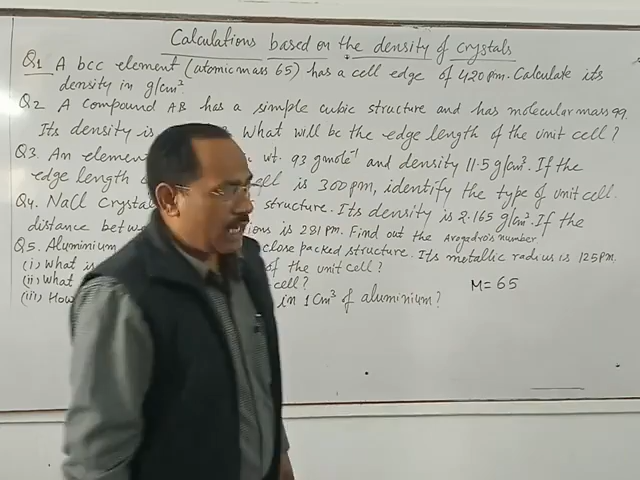 Calculations based on the density of crystals
Q1 A bcc element (atomic mass 65) has a cell edge of 420 pm. Calculate its
density in g/cm³
Q2 A compound AB has a simple cubic structure and has molecular mass 99.
Its density is What will be the edge length of the unit cell?
Q3. An elemen wt. 93 g mole⁻¹ and density 11.5 g/cm³. If the
edge length cell is 300 pm, identify the type of unit cell.
Q4. NaCl Crystal structure. Its density is 2.165 g/cm³. If the
distance betw ions is 281 PM. Find out the Avogadro's number
Q5. Aluminium close packed structure. Its metallic radius is 125 PM.
(i) What is of the unit cell?
(ii) What cell?
(iii) How in 1 Cm³ of aluminium?
M = 65